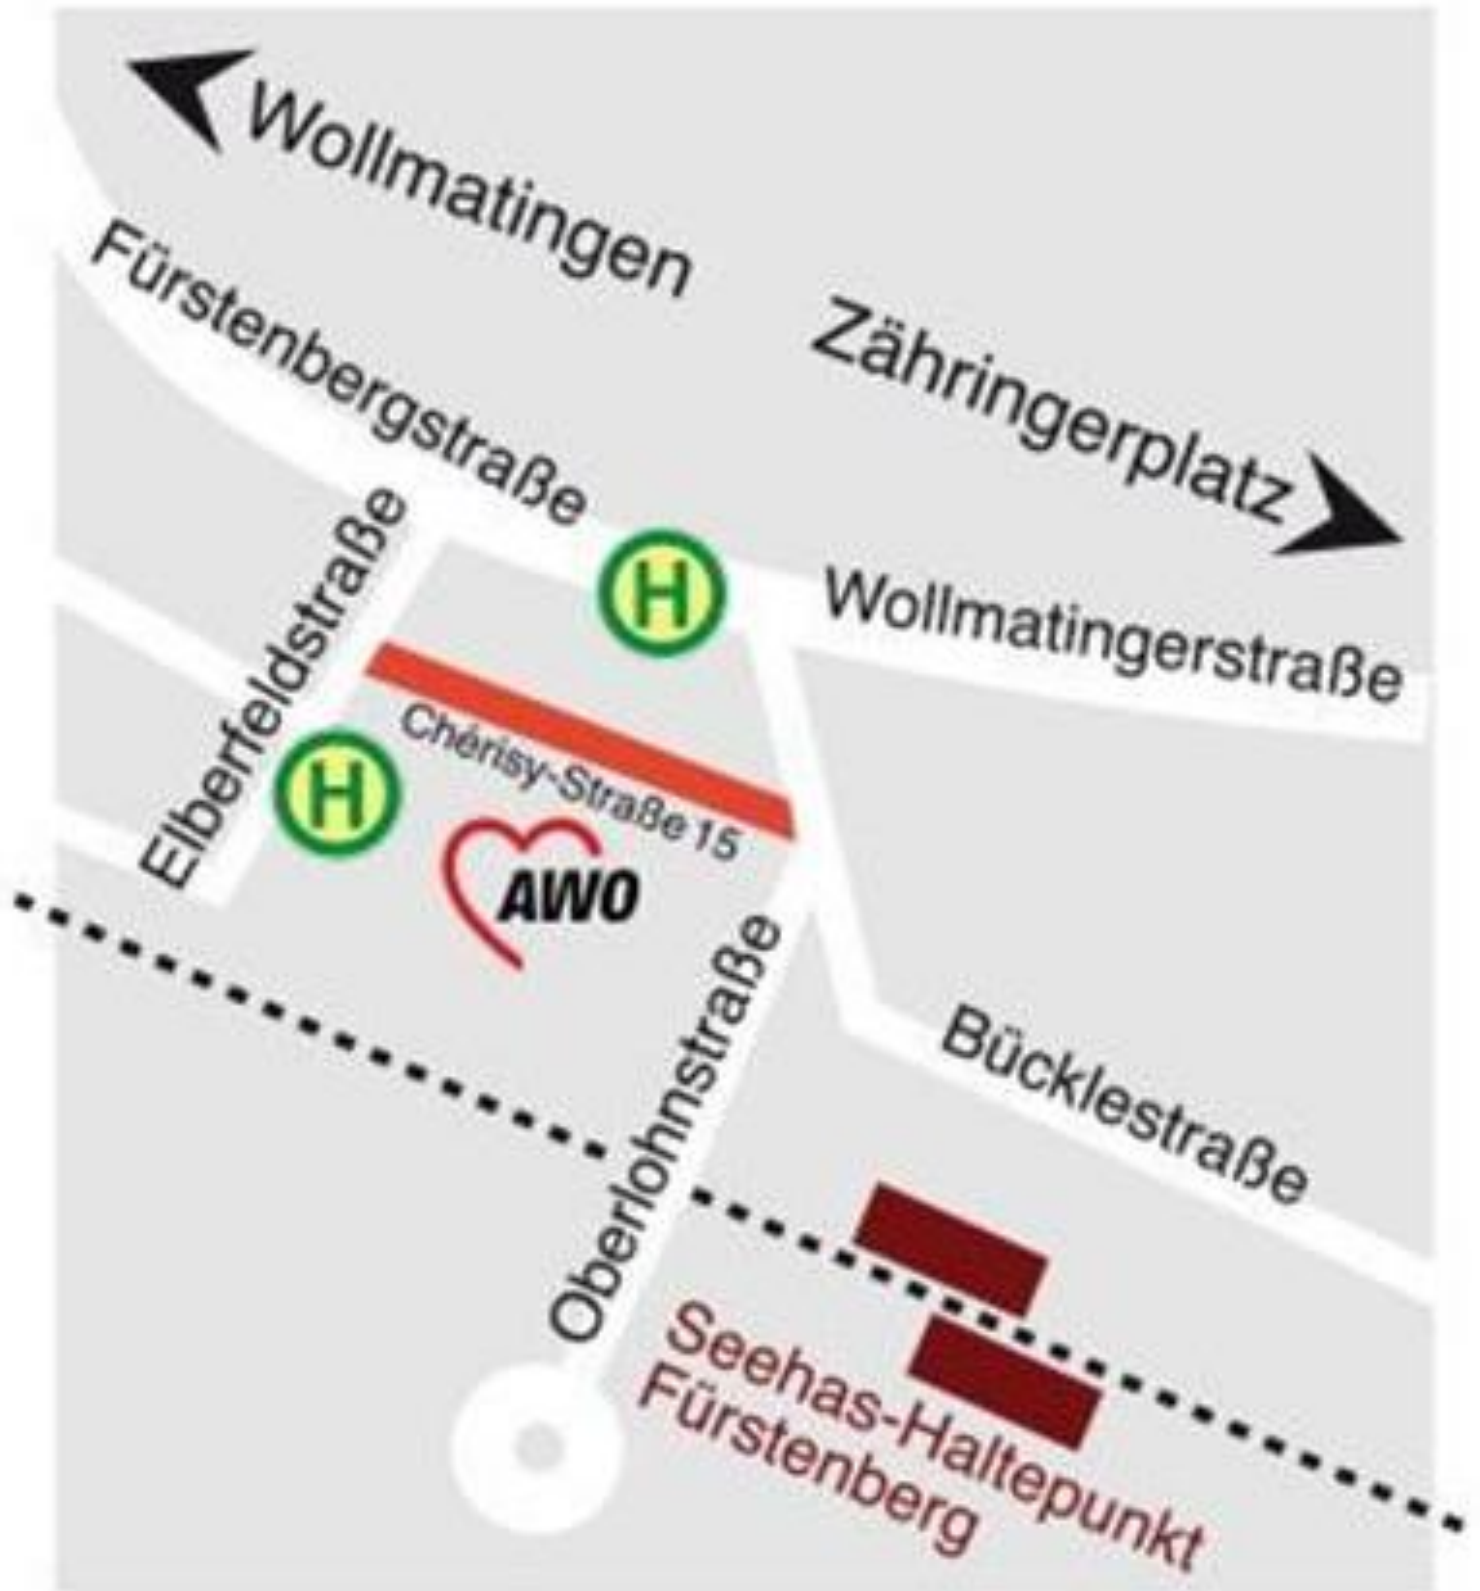 Wollmatingen
Fürstenbergstraße
Zähringerplatz
H
Wollmatingerstraße
Elberfeldstraße
Chérisy-Straße 15
H
AWO
Oberlohnstraße
Bücklestraße
Seehas-Haltepunkt
Fürstenberg